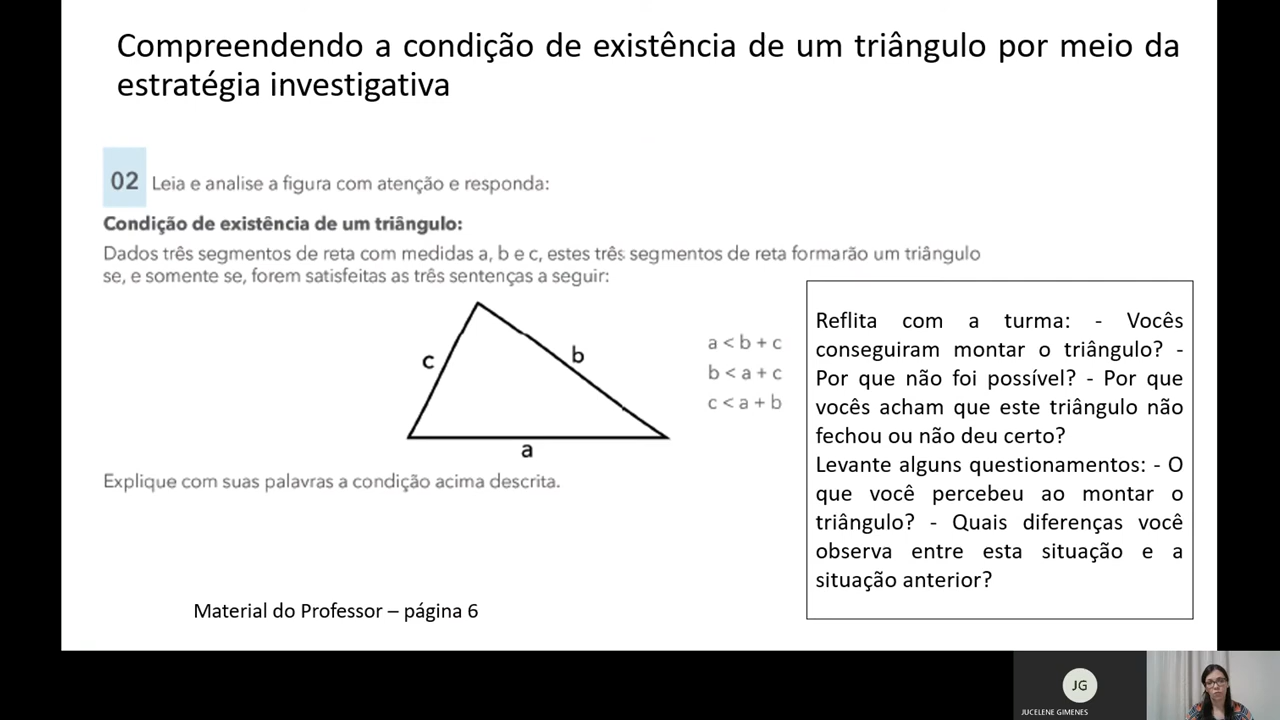 Compreendendo a condição de existência de um triângulo por meio da
estratégia investigativa
02 Leia e analise a figura com atenção e responda:
Condição de existência de um triângulo:
Dados três segmentos de reta com medidas a, b e c, estes três segmentos de reta formarão um triângulo
se, e somente se, forem satisfeitas as três sentenças a seguir:
c
b
a
a < b + c
b < a + c
c < a + b
Explique com suas palavras a condição acima descrita.
Reflita com a turma: - Vocês
conseguiram montar o triângulo? -
Por que não foi possível? - Por que
vocês acham que este triângulo não
fechou ou não deu certo?
Levante alguns questionamentos: - O
que você percebeu ao montar o
triângulo? - Quais diferenças você
observa entre esta situação e a
situação anterior?
Material do Professor – página 6
JG
JUCELENE GIMENES